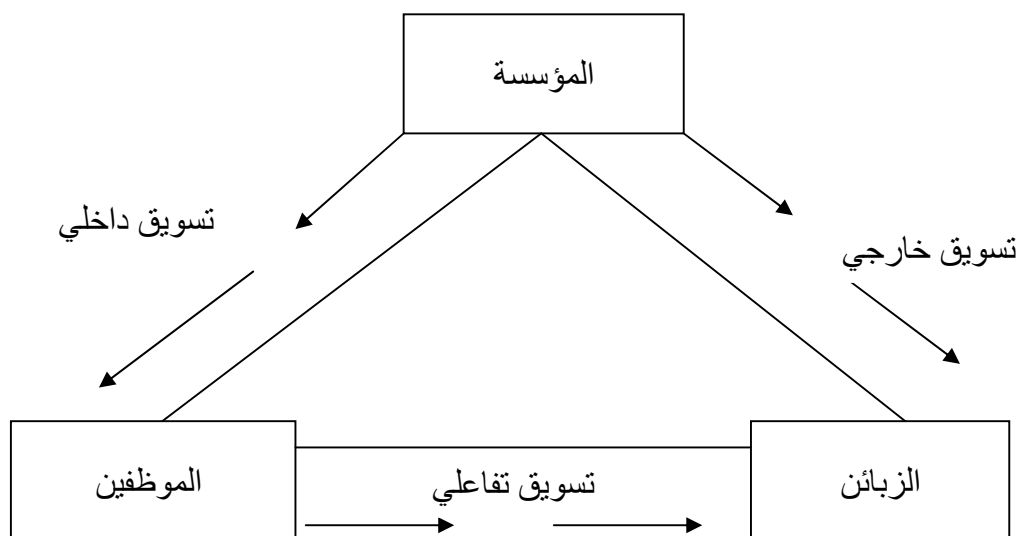 المؤسسة
تسويق داخلي
تسويق خارجي
الموظفين
تسويق تفاعلي
الزبائن